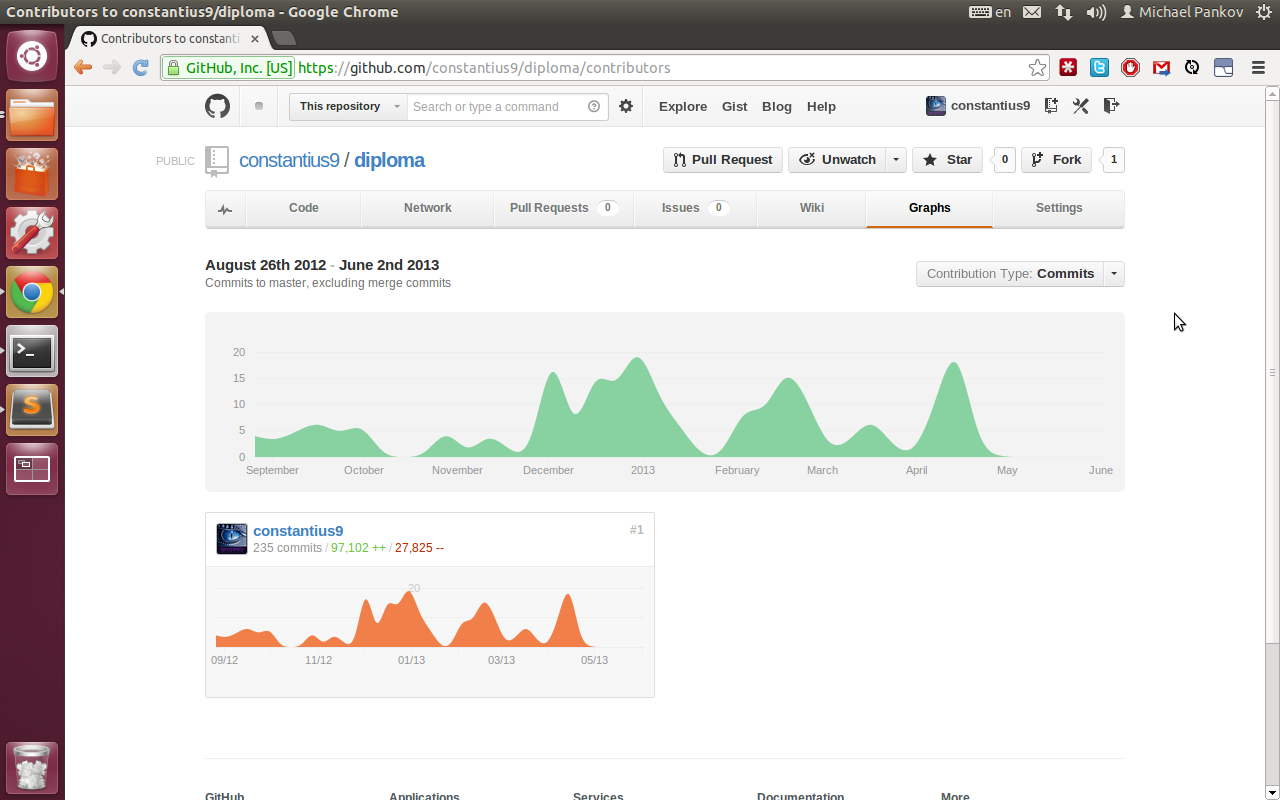 Contributors to constantius9/diploma - Google Chrome
en
Michael Pankov
Contributors to constanti
GitHub, Inc. [US]
https://github.com/constantius9/diploma/contributors
This repository
Search or type a command
Explore
Gist
Blog
Help
constantius9
PUBLIC
constantius9 / diploma
Pull Request
Unwatch
Star
0
Fork
1
Code
Network
Pull Requests 0
Issues 0
Wiki
Graphs
Settings
August 26th 2012 - June 2nd 2013
Commits to master, excluding merge commits
Contribution Type: Commits
20
15
10
5
0
September
October
November
December
2013
February
March
April
May
June
constantius9
#1
235 commits / 97,102 ++ / 27,825 --
20
09/12
11/12
01/13
03/13
05/13
GitHub
Applications
Services
Documentation
More